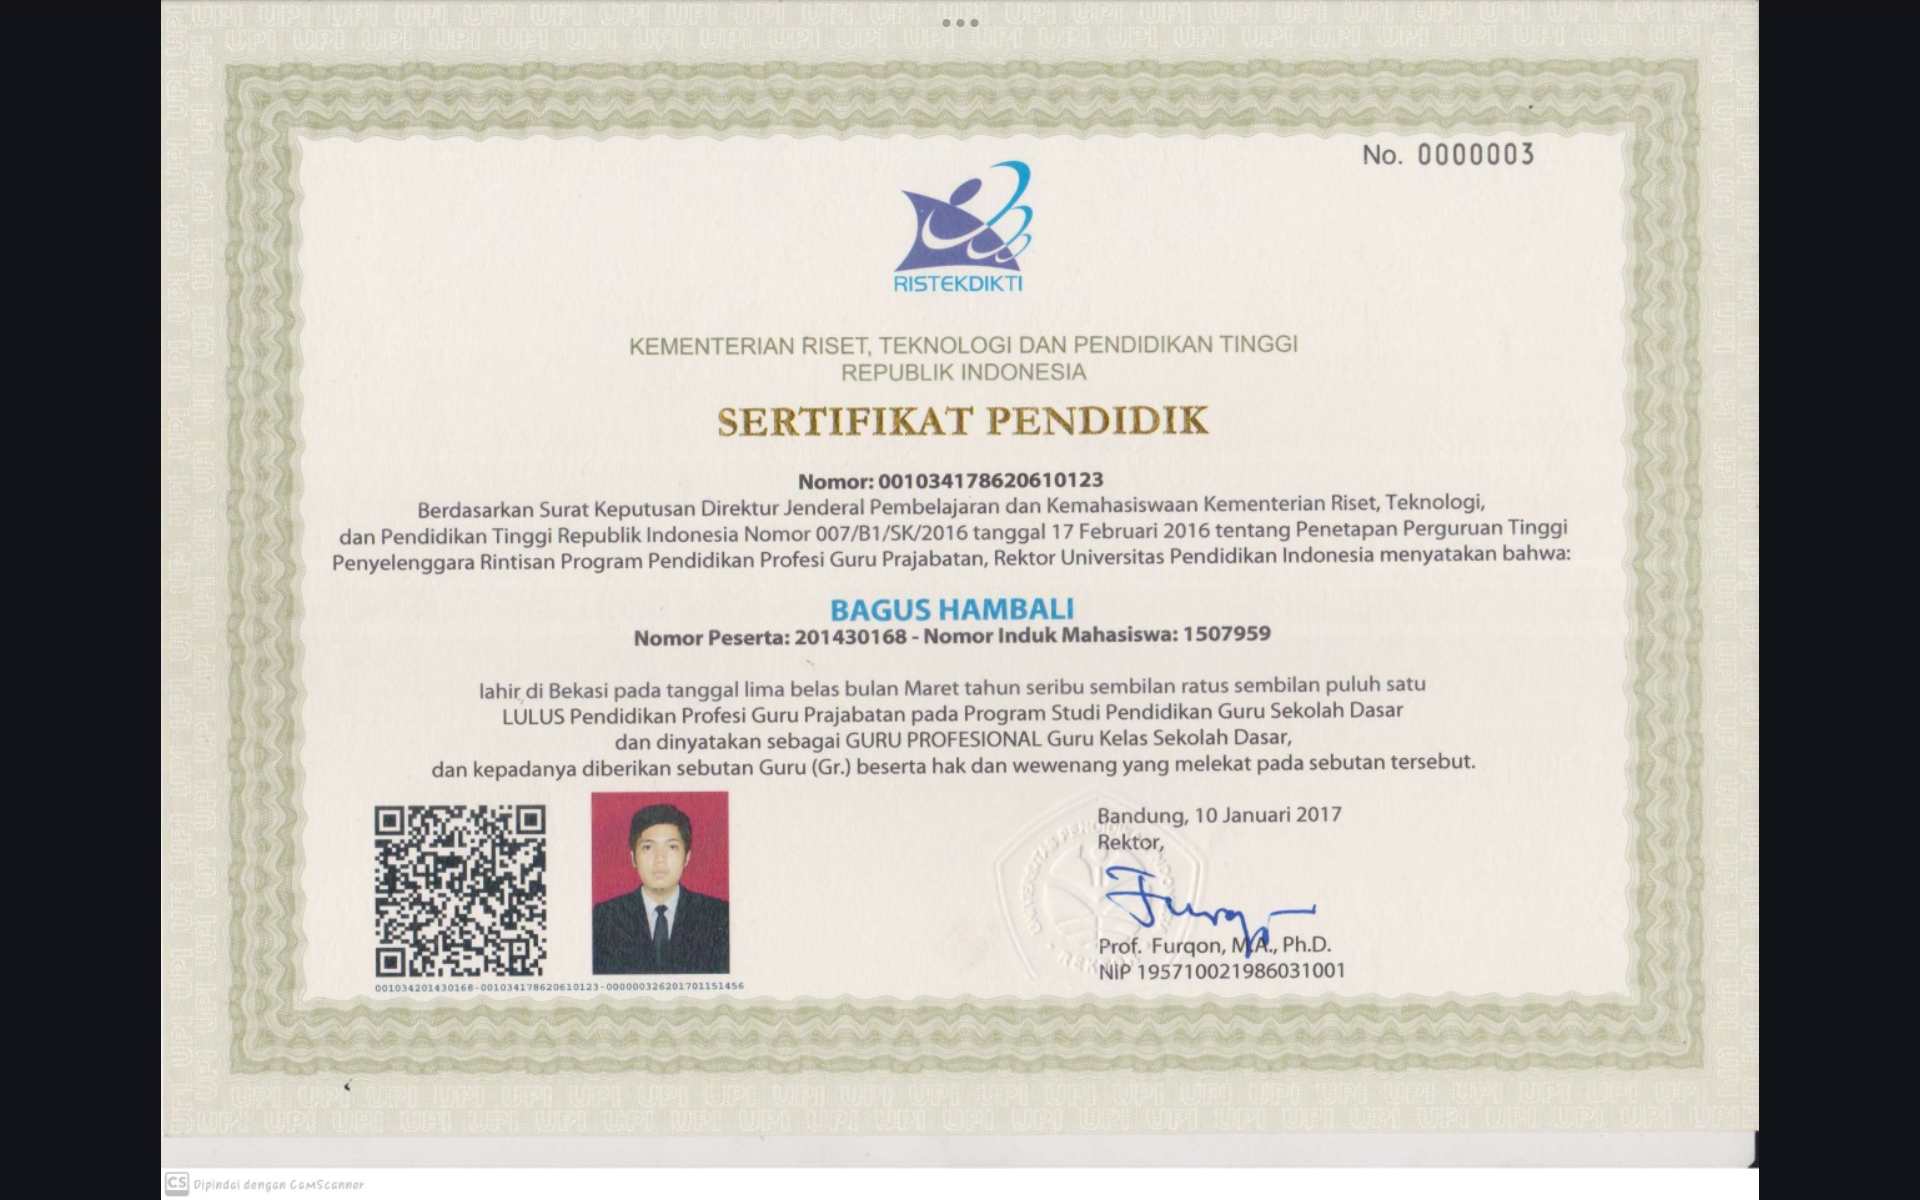 No. 0000003
RISTEKDIKTI
KEMENTERIAN RISET, TEKNOLOGI DAN PENDIDIKAN TINGGI
REPUBLIK INDONESIA
SERTIFIKAT PENDIDIK
Nomor: 001034178620610123
Berdasarkan Surat Keputusan Direktur Jenderal Pembelajaran dan Kemahasiswaan Kementerian Riset, Teknologi,
dan Pendidikan Tinggi Republik Indonesia Nomor 007/B1/SK/2016 tanggal 17 Februari 2016 tentang Penetapan Perguruan Tinggi
Penyelenggara Rintisan Program Pendidikan Profesi Guru Prajabatan, Rektor Universitas Pendidikan Indonesia menyatakan bahwa:
BAGUS HAMBALI
Nomor Peserta: 201430168 - Nomor Induk Mahasiswa: 1507959
lahir di Bekasi pada tanggal lima belas bulan Maret tahun seribu sembilan ratus sembilan puluh satu
LULUS Pendidikan Profesi Guru Prajabatan pada Program Studi Pendidikan Guru Sekolah Dasar
dan dinyatakan sebagai GURU PROFESIONAL Guru Kelas Sekolah Dasar,
dan kepadanya diberikan sebutan Guru (Gr.) beserta hak dan wewenang yang melekat pada sebutan tersebut.
Bandung, 10 Januari 2017
Rektor,
Prof. Furqon, M.A., Ph.D.
NIP 195710021986031001
001034201430168-001034178620610123-000000326201701151456
CS Dipindai dengan CamScanner